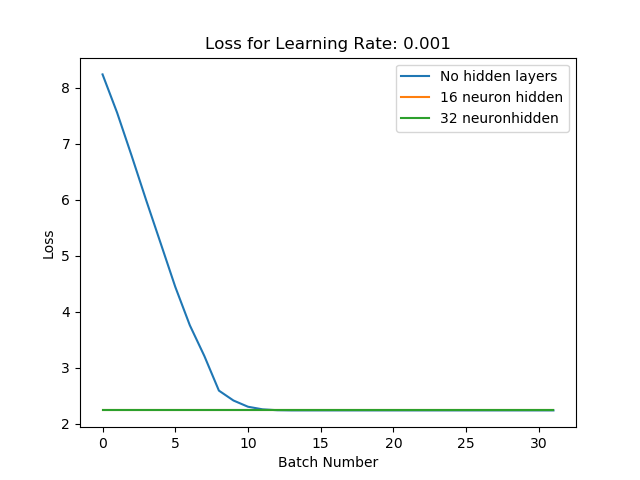 Loss for Learning Rate: 0.001
No hidden layers
16 neuron hidden
32 neuronhidden
8
7
6
5
4
3
2
Loss
0 5 10 15 20 25 30
Batch Number